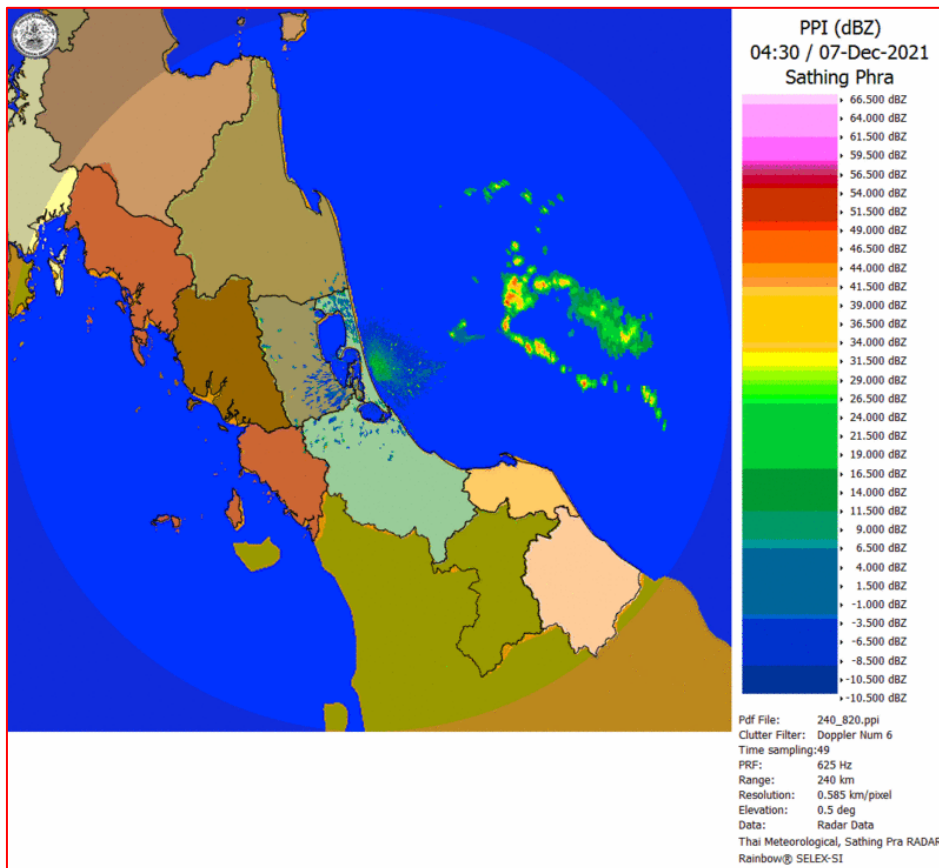 PPI (dBZ)
04:30 / 07-Dec-2021
Sathing Phra
66.500 dBZ
64.000 dBZ
61.500 dBZ
59.500 dBZ
56.500 dBZ
54.000 dBZ
51.500 dBZ
49.000 dBZ
46.500 dBZ
44.000 dBZ
41.500 dBZ
39.000 dBZ
36.500 dBZ
34.000 dBZ
31.500 dBZ
29.000 dBZ
26.500 dBZ
24.000 dBZ
21.500 dBZ
19.000 dBZ
16.500 dBZ
14.000 dBZ
11.500 dBZ
9.000 dBZ
6.500 dBZ
4.000 dBZ
1.500 dBZ
-1.000 dBZ
-3.500 dBZ
-6.500 dBZ
-8.500 dBZ
-10.500 dBZ
-10.500 dBZ
Pdf File: 240_820.ppi
Clutter Filter: Doppler Num 6
Time sampling:49
PRF: 625 Hz
Range: 240 km
Resolution: 0.585 km/pixel
Elevation: 0.5 deg
Data: Radar Data
Thai Meteorological, Sathing Pra RADAR
Rainbow® SELEX-SI